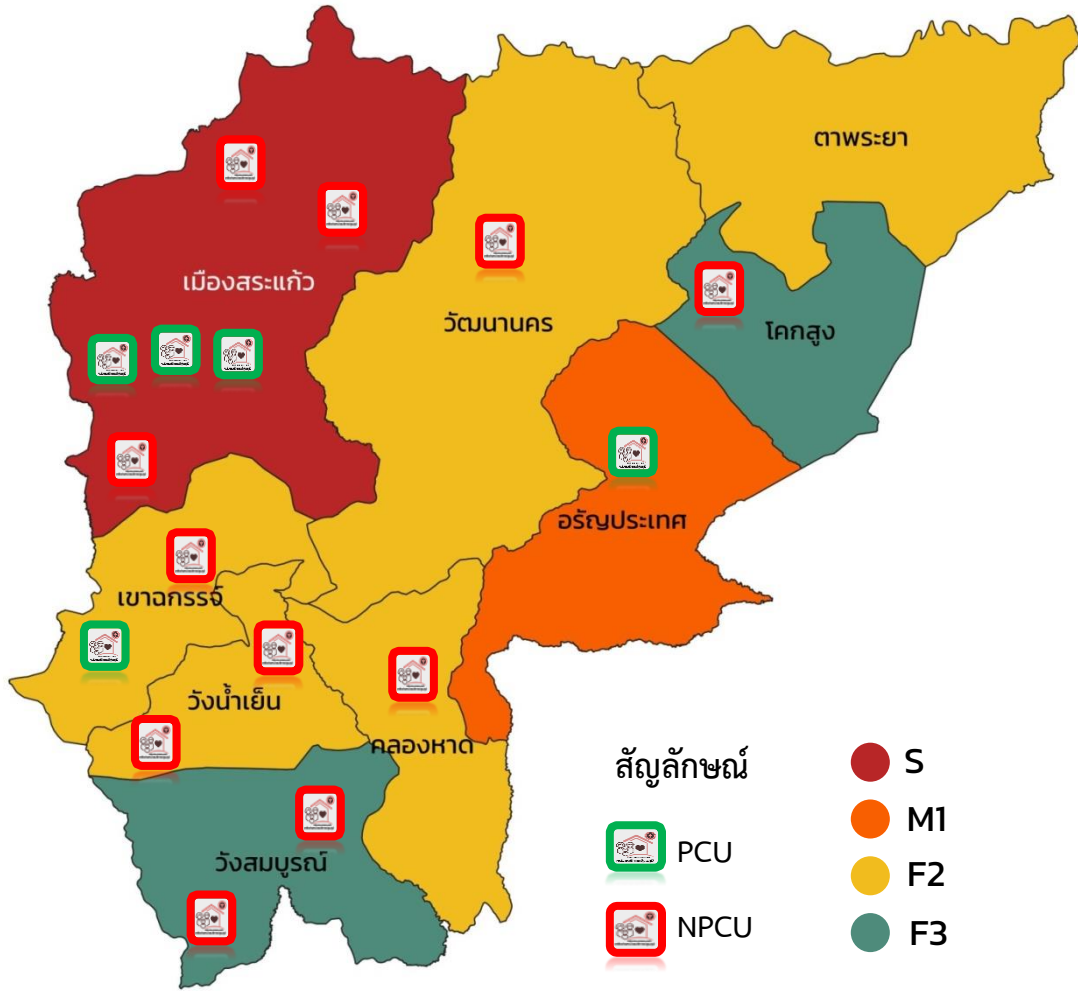 ตาพระยา
เมืองสระแก้ว
วัฒนานคร
โคกสูง
อรัญประเทศ
เขาฉกรรจ์
วังน้ำเย็น
คลองหาด
วังสมบูรณ์
สัญลักษณ์
PCU
NPCU
S
M1
F2
F3